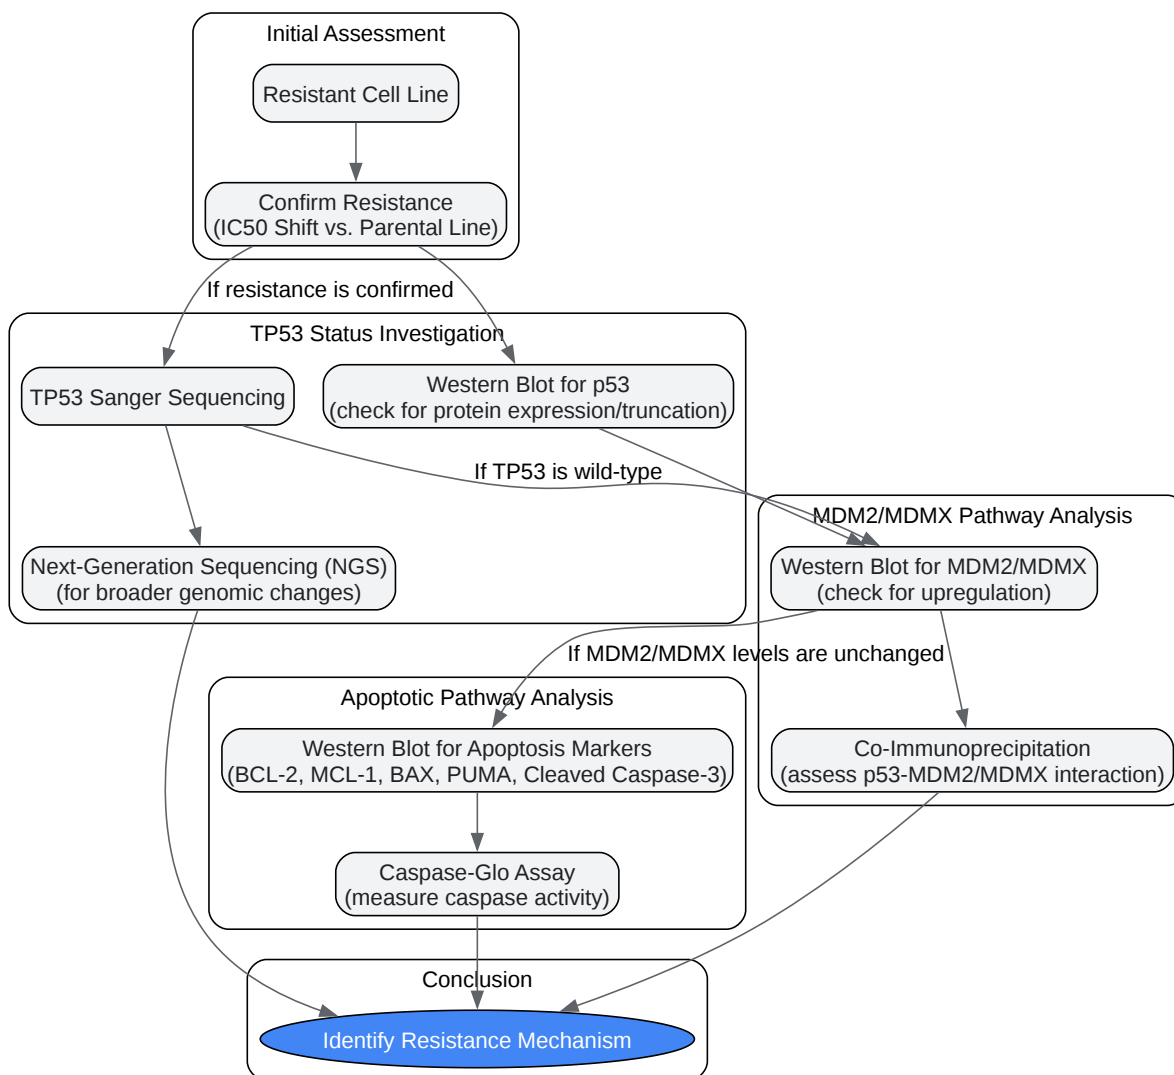 Initial Assessment
Resistant Cell Line
Confirm Resistance
(IC50 Shift vs. Parental Line)
If resistance is confirmed
TP53 Status Investigation
TP53 Sanger Sequencing
Western Blot for p53
(check for protein expression/truncation)
If TP53 is wild-type
MDM2/MDMX Pathway Analysis
Next-Generation Sequencing (NGS)
(for broader genomic changes)
Western Blot for MDM2/MDMX
(check for upregulation)
If MDM2/MDMX levels are unchanged
Apoptotic Pathway Analysis
Western Blot for Apoptosis Markers
(BCL-2, MCL-1, BAX, PUMA, Cleaved Caspase-3)
Co-Immunoprecipitation
(assess p53-MDM2/MDMX interaction)
Caspase-Glo Assay
(measure caspase activity)
Conclusion
Identify Resistance Mechanism